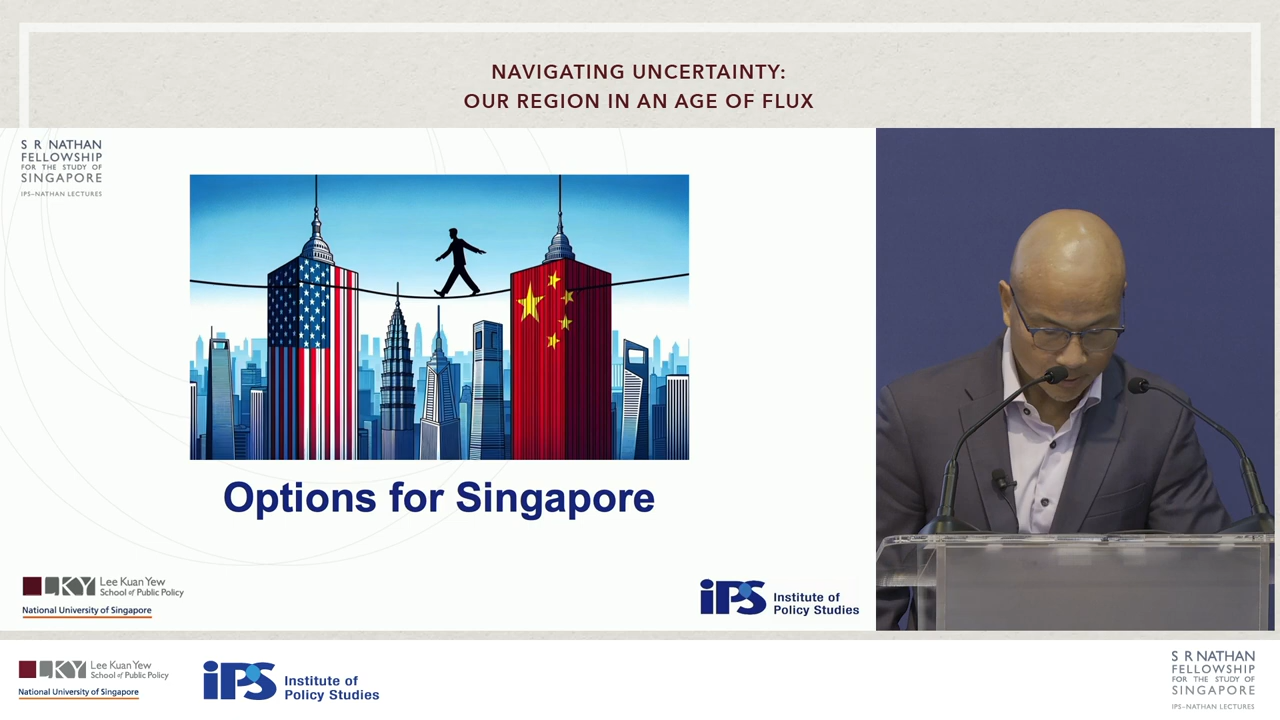 NAVIGATING UNCERTAINTY:
OUR REGION IN AN AGE OF FLUX
S R NATHAN
FELLOWSHIP
FOR THE STUDY OF
SINGAPORE
IPS–NATHAN LECTURES
Options for Singapore
LKY Lee Kuan Yew
School of Public Policy
National University of Singapore
iPS Institute of
Policy Studies
LKY Lee Kuan Yew
School of Public Policy
National University of Singapore
iPS Institute of
Policy Studies
S R NATHAN
FELLOWSHIP
FOR THE STUDY OF
SINGAPORE
IPS–NATHAN LECTURES